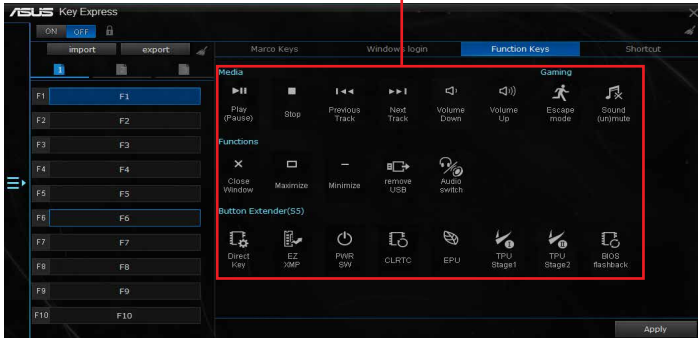 ASUS Key Express
ON OFF
import export
Marco Keys Windows login Function Keys Shortcut
1 2 3
Media Gaming
F1 F1
Play (Pause)
Stop
Previous Track
Next Track
Volume Down
Volume Up
Escape mode
Sound (un)mute
F2 F2
Functions
F3 F3
F4 F4
Close Window
Maximize
Minimize
remove USB
Audio switch
F5 F5
Button Extender(S5)
F6 F6
F7 F7
Direct Key
EZ XMP
PWR SW
CLRTC
EPU
TPU Stage1
TPU Stage2
BIOS flashback
F8 F8
F9 F9
F10 F10
Apply